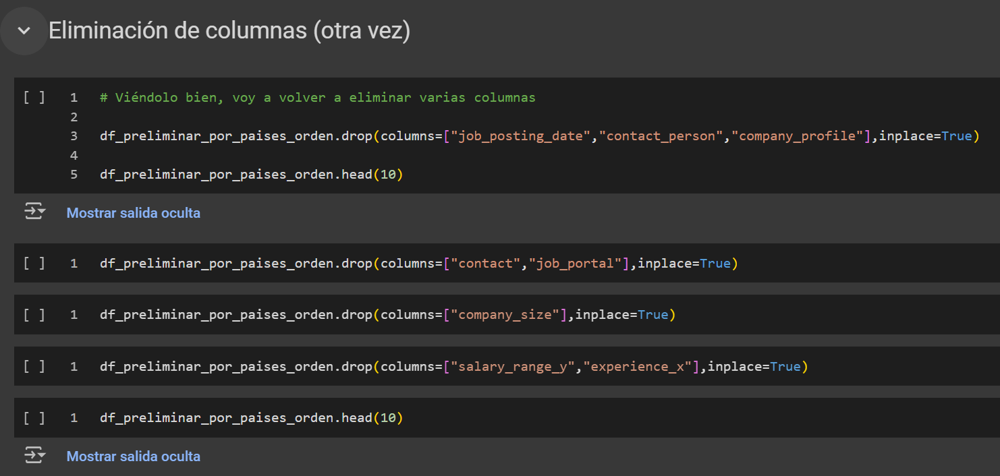 Eliminación de columnas (otra vez)
[ ] 1 # Viéndolo bien, voy a volver a eliminar varias columnas
2
3 df_preliminar_por_paises_orden.drop(columns=["job_posting_date","contact_person","company_profile"],inplace=True)
4
5 df_preliminar_por_paises_orden.head(10)
Mostrar salida oculta
[ ] 1 df_preliminar_por_paises_orden.drop(columns=["contact","job_portal"],inplace=True)
[ ] 1 df_preliminar_por_paises_orden.drop(columns=["company_size"],inplace=True)
[ ] 1 df_preliminar_por_paises_orden.drop(columns=["salary_range_y","experience_x"],inplace=True)
[ ] 1 df_preliminar_por_paises_orden.head(10)
Mostrar salida oculta